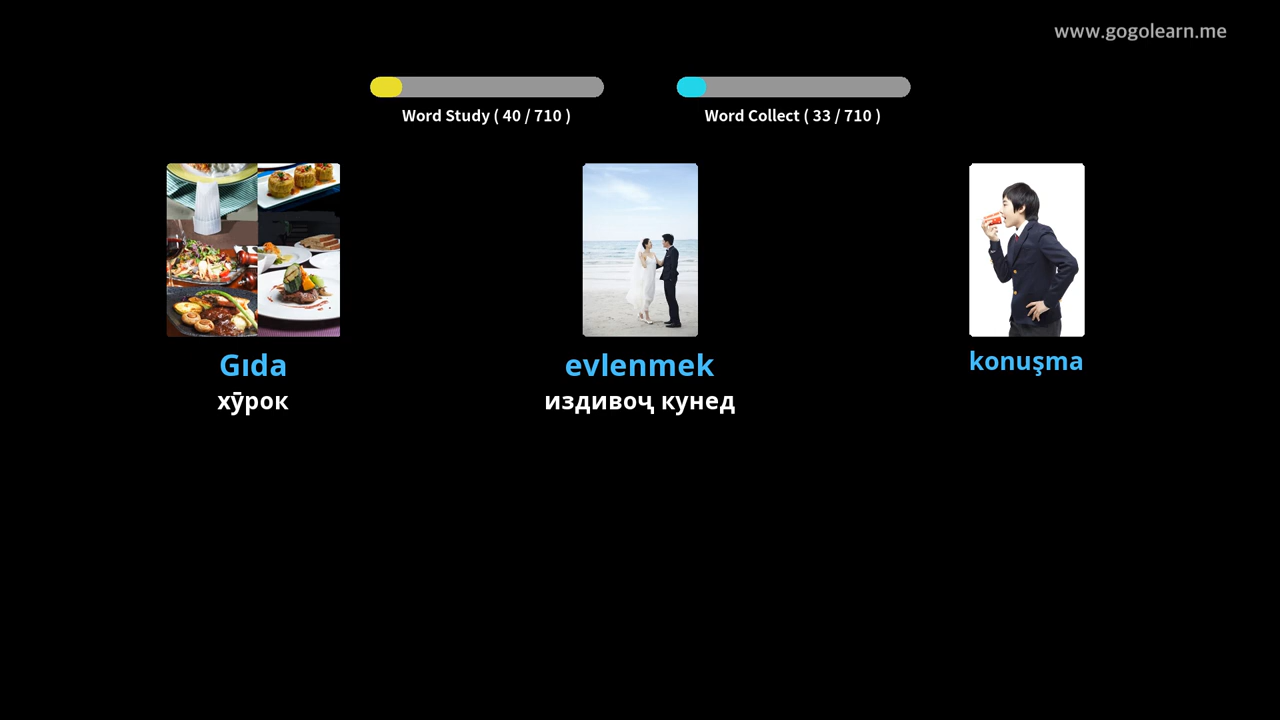 www.gogolearn.me
Word Study ( 40 / 710 )
Word Collect ( 33 / 710 )
Gıda
хӯрок
evlenmek
издивоҷ кунед
konuşma